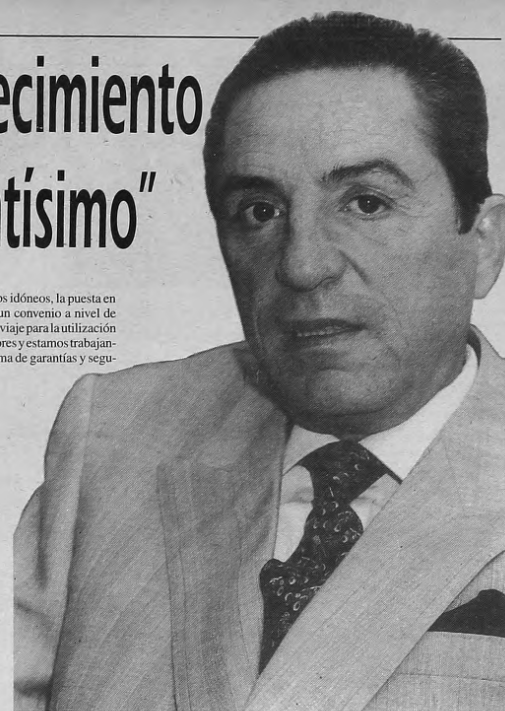 ecimiento
tísimo"
os idóneos, la puesta en
un convenio a nivel de
viaje para la utilización
ores y estamos trabajan-
ma de garantías y segu-